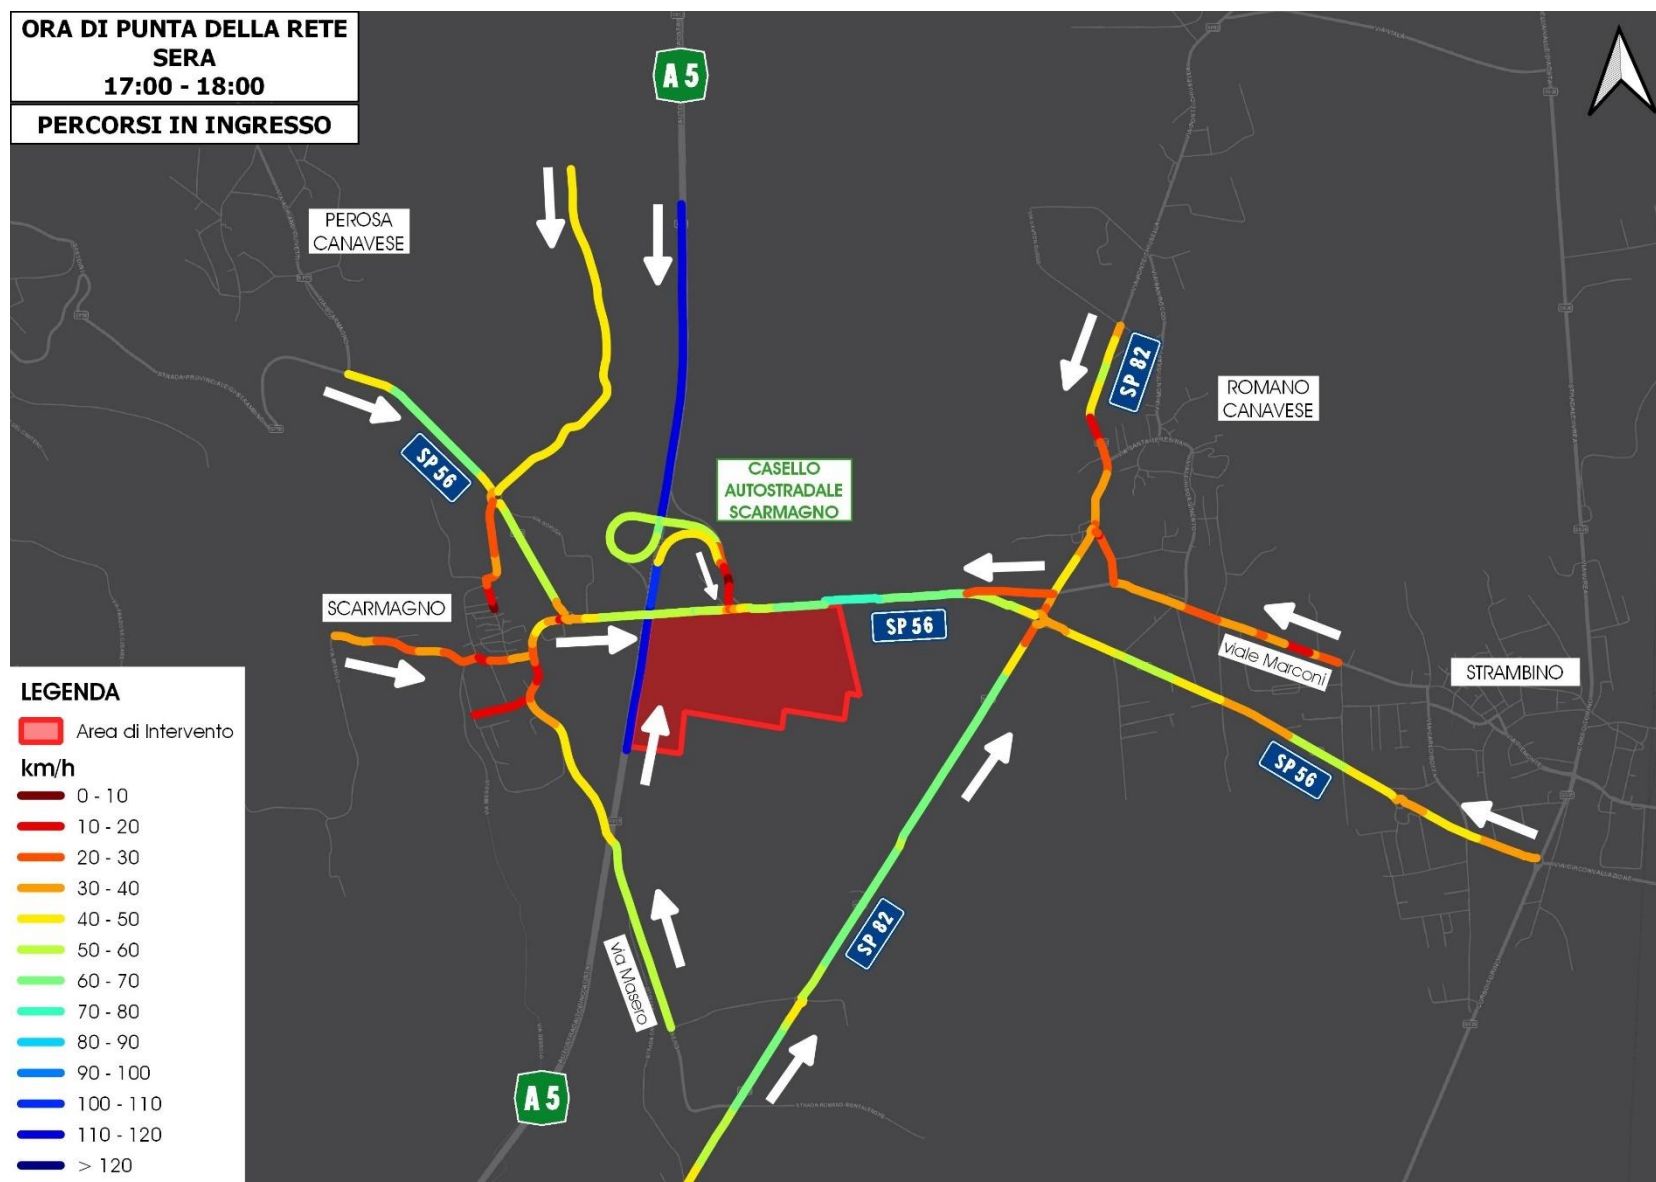 ORA DI PUNTA DELLA RETE
SERA
17:00 - 18:00
PERCORSI IN INGRESSO
A 5
PEROSA
CANAVESE
SP 82
ROMANO
CANAVESE
SP 56
CASELLO
AUTOSTRADALE
SCARMAGNO
SCARMAGNO
SP 56
viale Marconi
STRAMBINO
SP 56
SP 82
via Masero
A 5
LEGENDA
Area di Intervento
km/h
0 - 10
10 - 20
20 - 30
30 - 40
40 - 50
50 - 60
60 - 70
70 - 80
80 - 90
90 - 100
100 - 110
110 - 120
> 120